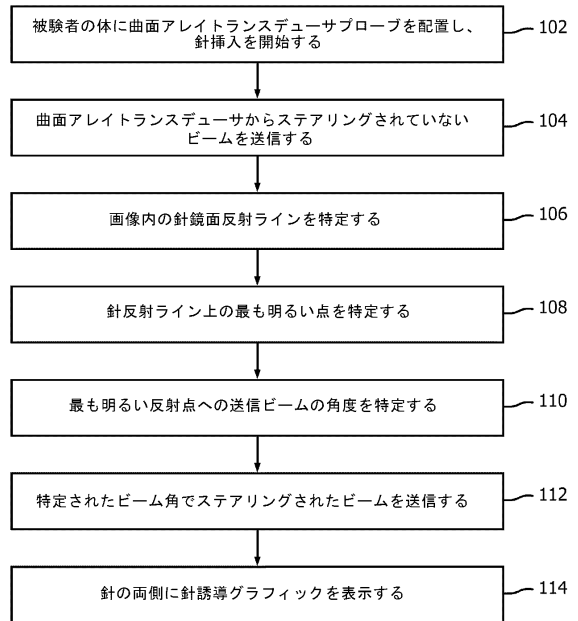 被験者の体に曲面アレイトランスデューサプローブを配置し、
針挿入を開始する
102
曲面アレイトランスデューサからステアリングされていない
ビームを送信する
104
画像内の針鏡面反射ラインを特定する
106
針反射ライン上の最も明るい点を特定する
108
最も明るい反射点への送信ビームの角度を特定する
110
特定されたビーム角でステアリングされたビームを送信する
112
針の両側に針誘導グラフィックを表示する
114